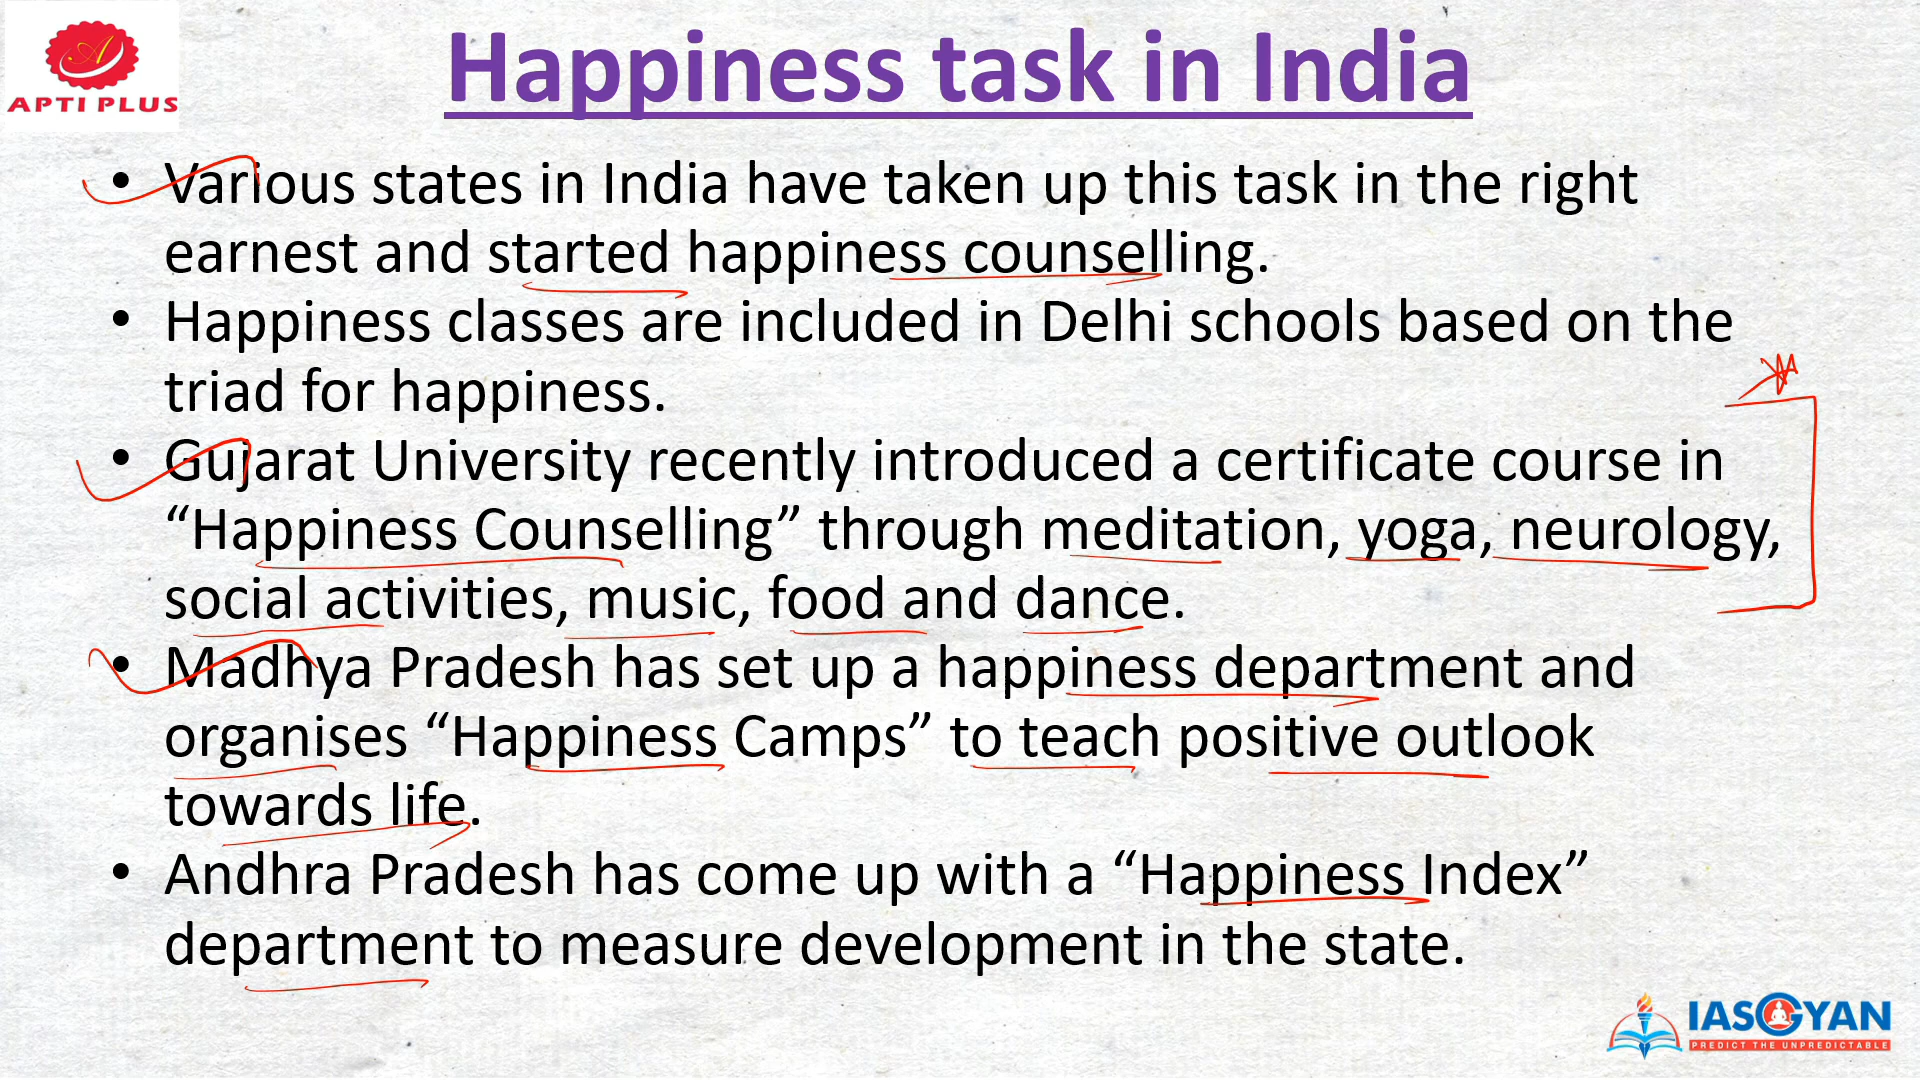 APTI PLUS
Happiness task in India
• Various states in India have taken up this task in the right
earnest and started happiness counselling.
• Happiness classes are included in Delhi schools based on the
triad for happiness.
• Gujarat University recently introduced a certificate course in
“Happiness Counselling” through meditation, yoga, neurology,
social activities, music, food and dance.
• Madhya Pradesh has set up a happiness department and
organises “Happiness Camps” to teach positive outlook
towards life.
• Andhra Pradesh has come up with a “Happiness Index”
department to measure development in the state.
IASGYAN
PREDICT THE UNPREDICTABLE